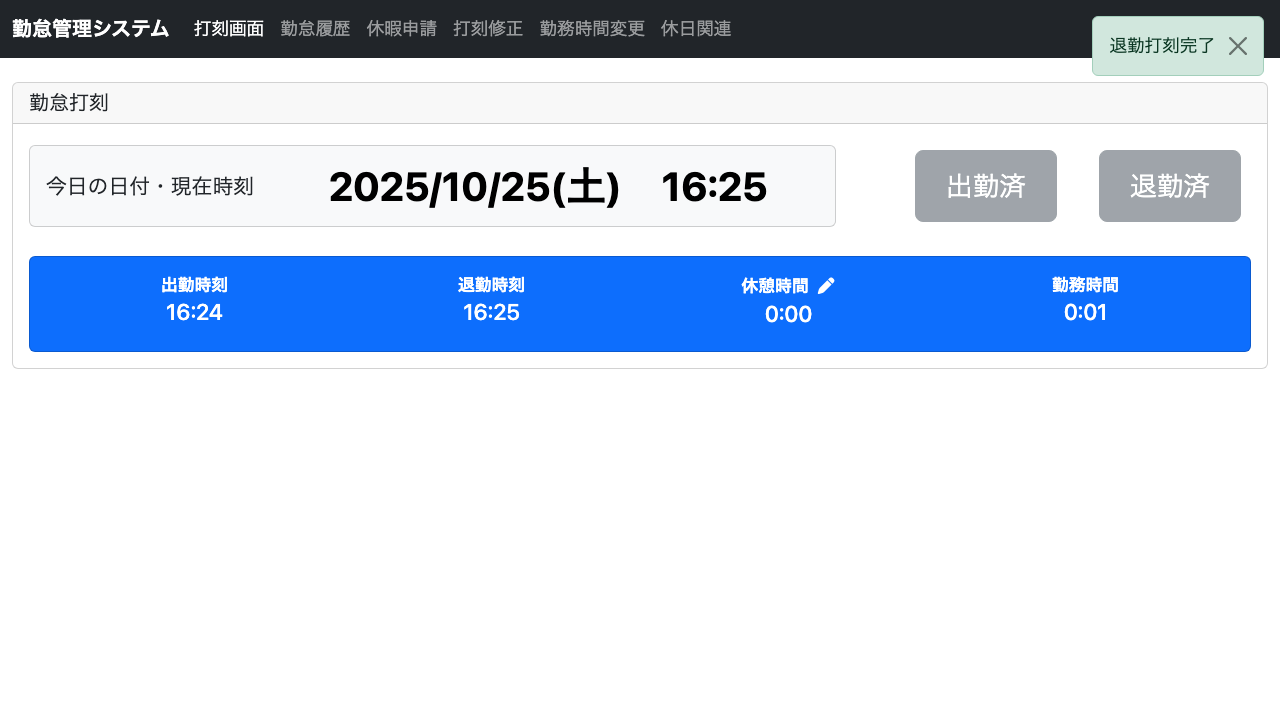 勤怠管理システム 打刻画面 勤怠履歴 休暇申請 打刻修正 勤務時間変更 休日関連
退勤打刻完了
勤怠打刻
今日の日付・現在時刻 2025/10/25(土) 16:25 出勤済 退勤済
出勤時刻 退勤時刻 休憩時間 勤務時間
16:24 16:25 0:00 0:01